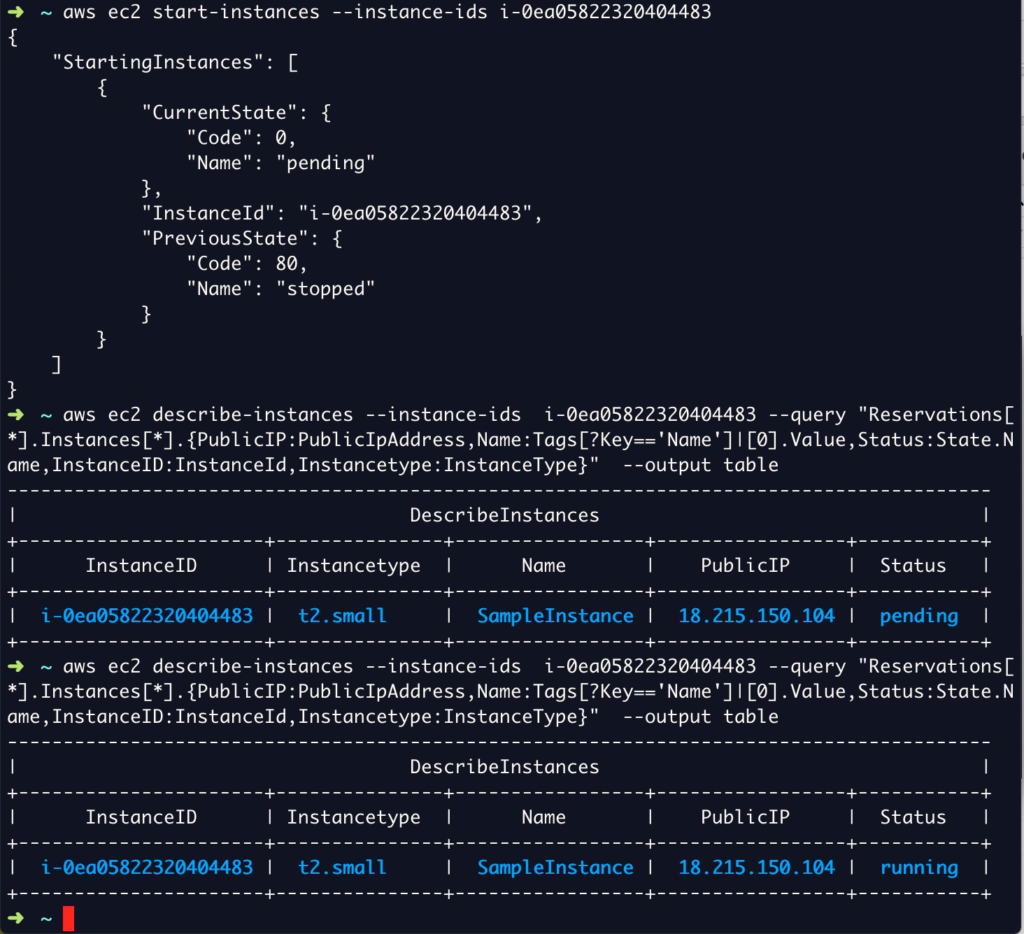 ➜  ~ aws ec2 start-instances --instance-ids i-0ea05822320404483
{
    "StartingInstances": [
        {
            "CurrentState": {
                "Code": 0,
                "Name": "pending"
            },
            "InstanceId": "i-0ea05822320404483",
            "PreviousState": {
                "Code": 80,
                "Name": "stopped"
            }
        }
    ]
}
➜  ~ aws ec2 describe-instances --instance-ids  i-0ea05822320404483 --query "Reservations[
*].Instances[*].{PublicIP:PublicIpAddress,Name:Tags[?Key=='Name']|[0].Value,Status:State.N
ame,InstanceID:InstanceId,Instancetype:InstanceType}"  --output table
----------------------------------------------------------------------------------------
|                                   DescribeInstances                                  |
+-----------------------+---------------+-----------------+-----------------+-----------+
|      InstanceID       | Instancetype  |      Name       |    PublicIP     |  Status   |
+-----------------------+---------------+-----------------+-----------------+-----------+
|  i-0ea05822320404483 |  t2.small     |  SampleInstance |  18.215.150.104 |  pending  |
+-----------------------+---------------+-----------------+-----------------+-----------+
➜  ~ aws ec2 describe-instances --instance-ids  i-0ea05822320404483 --query "Reservations[
*].Instances[*].{PublicIP:PublicIpAddress,Name:Tags[?Key=='Name']|[0].Value,Status:State.N
ame,InstanceID:InstanceId,Instancetype:InstanceType}"  --output table
----------------------------------------------------------------------------------------
|                                   DescribeInstances                                  |
+-----------------------+---------------+-----------------+-----------------+-----------+
|      InstanceID       | Instancetype  |      Name       |    PublicIP     |  Status   |
+-----------------------+---------------+-----------------+-----------------+-----------+
|  i-0ea05822320404483 |  t2.small     |  SampleInstance |  18.215.150.104 |  running  |
+-----------------------+---------------+-----------------+-----------------+-----------+
➜  ~